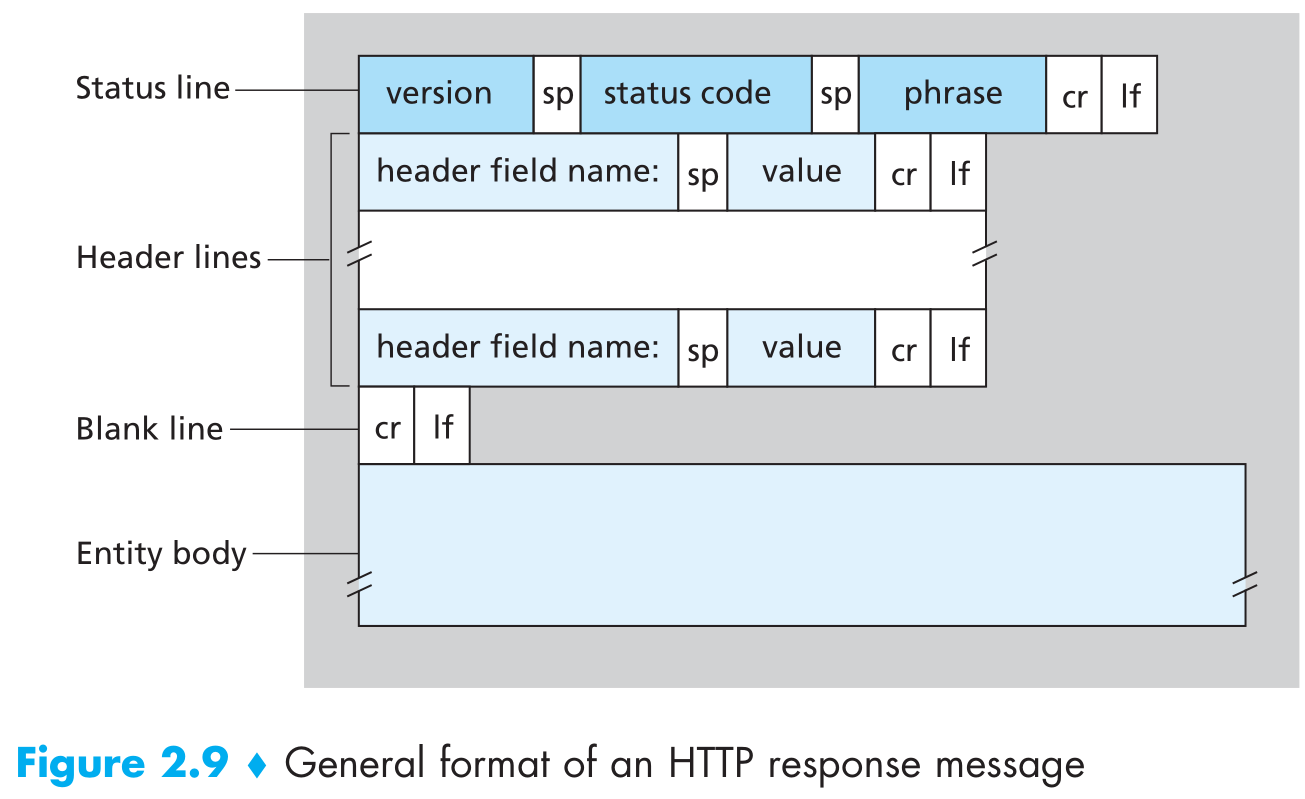 Status line version sp status code sp phrase cr lf
header field name: sp value cr lf
Header lines
header field name: sp value cr lf
Blank line cr lf
Entity body
Figure 2.9 ♦ General format of an HTTP response message